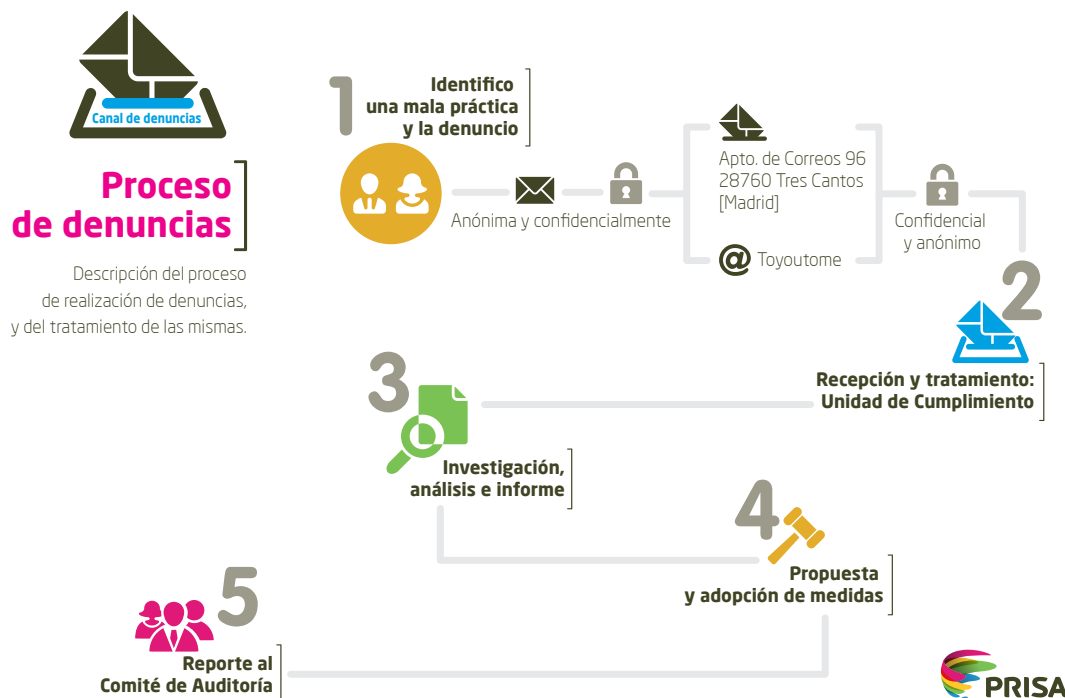 Canal de denuncias
Proceso
de denuncias
Descripción del proceso
de realización de denuncias,
y del tratamiento de las mismas.
1
Identifico
una mala práctica
y la denuncio
Anónima y confidencialmente
Apto. de Correos 96
28760 Tres Cantos
[Madrid]
@ Toyoutome
Confidencial
y anónimo
2
Recepción y tratamiento:
Unidad de Cumplimiento
3
Investigación,
análisis e informe
4
Propuesta
y adopción de medidas
5
Reporte al
Comité de Auditoría
PRISA